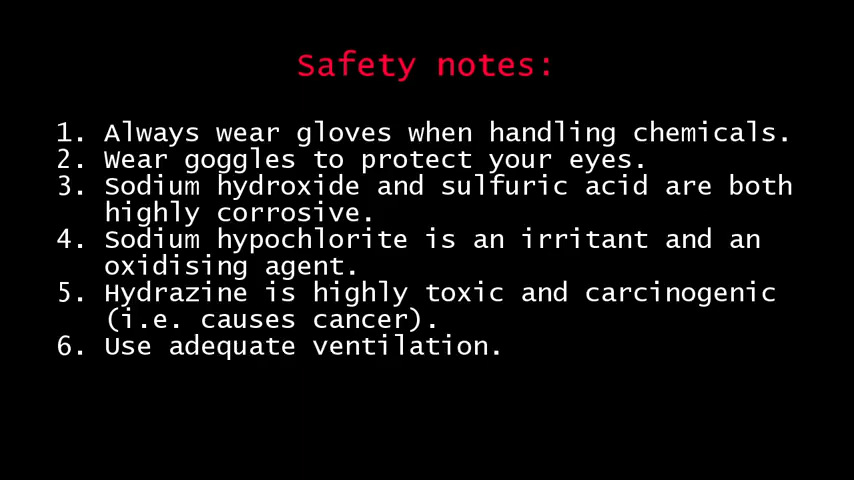 Safety notes:
1. Always wear gloves when handling chemicals.
2. Wear goggles to protect your eyes.
3. Sodium hydroxide and sulfuric acid are both
highly corrosive.
4. Sodium hypochlorite is an irritant and an
oxidising agent.
5. Hydrazine is highly toxic and carcinogenic
(i.e. causes cancer).
6. Use adequate ventilation.